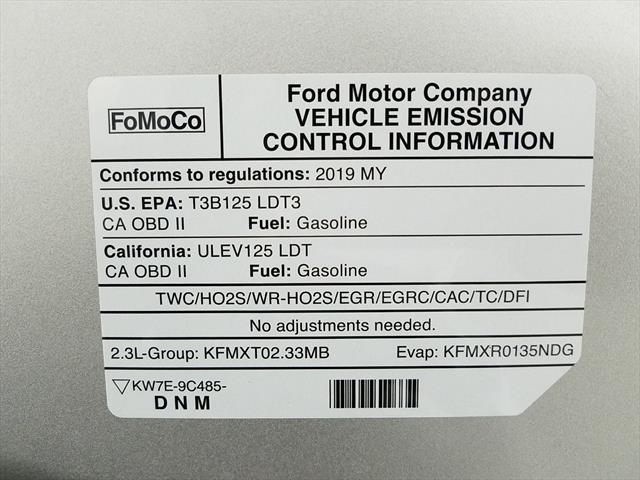 FoMoCo
Ford Motor Company
VEHICLE EMISSION
CONTROL INFORMATION
Conforms to regulations: 2019 MY
U.S. EPA: T3B125 LDT3
CA OBD II Fuel: Gasoline
California: ULEV125 LDT
CA OBD II Fuel: Gasoline
TWC/HO2S/WR-HO2S/EGR/EGRC/CAC/TC/DFI
No adjustments needed.
2.3L-Group: KFMXT02.33MB Evap: KFMXR0135NDG
KW7E-9C485-
D N M